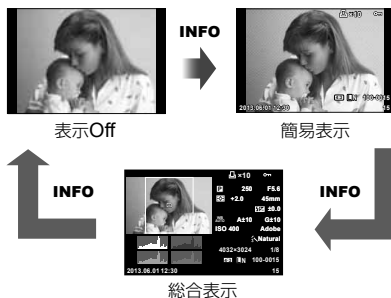 INFO
×10
2013.06.01 12:30
N 100-0015
15
表示Off
簡易表示
INFO
INFO
×10
P 250 F5.6
+2.0 45mm
±0.0
A±10 G±10
ISO 400 Adobe
Natural
4032×3024 1/8
N 100-0015
2013.06.01 12:30 15
総合表示